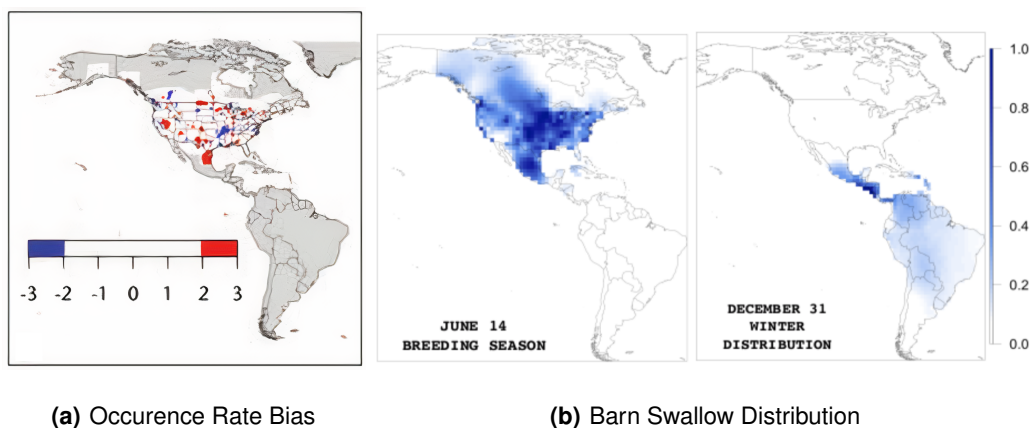 -3 -2 -1 0 1 2 3
JUNE 14
BREEDING SEASON
DECEMBER 31
WINTER
DISTRIBUTION
1.0
0.8
0.6
0.4
0.2
0.0
(a) Occurence Rate Bias
(b) Barn Swallow Distribution